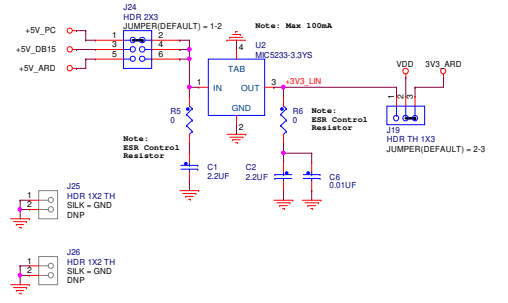 J24
HDR 2X3
JUMPER(DEFAULT) = 1-2
+5V_PC
+5V_DB15
+5V_ARD
1 2
3 4
5 6
Note: Max 100mA
U2
MIC5233-3.3YS
4
TAB
1 IN OUT 3
GND
2
+3V3_LIN
VDD 3V3_ARD
1 2 3
J19
HDR TH 1X3
JUMPER(DEFAULT) = 2-3
R5
0
Note:
ESR Control
Resistor
R6
0
Note:
ESR Control
Resistor
C1
2.2UF
C2
2.2UF
C6
0.01UF
J25
HDR 1X2 TH
SILK = GND
DNP
1
2
J26
HDR 1X2 TH
SILK = GND
DNP
1
2